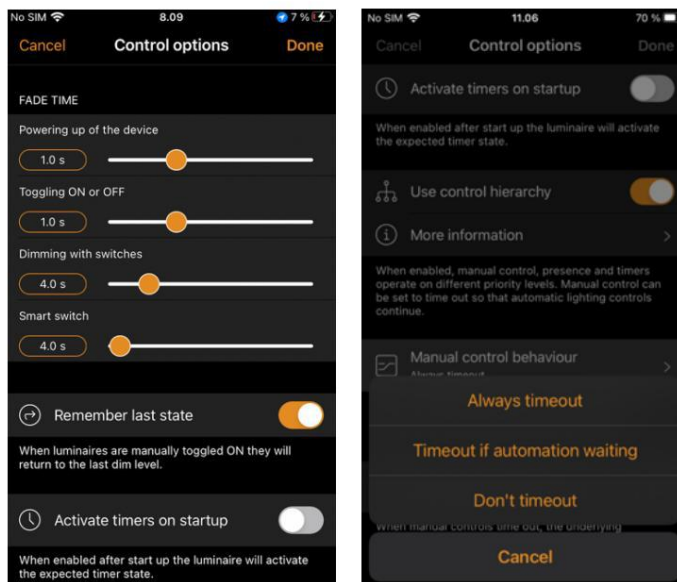 No SIM 8.09 7 %
Cancel Control options Done
FADE TIME
Powering up of the device
1.0 s
Toggling ON or OFF
1.0 s
Dimming with switches
4.0 s
Smart switch
4.0 s
Remember last state
When luminaires are manually toggled ON they will
return to the last dim level.
Activate timers on startup
When enabled after start up the luminaire will activate
the expected timer state.
No SIM 11.06 70 %
Cancel Control options Done
Activate timers on startup
When enabled after start up the luminaire will activate
the expected timer state.
Use control hierarchy
More information
When enabled, manual control, presence and timers
operate on different priority levels. Manual control can
be set to time out so that automatic lighting controls
continue.
Manual control behaviour
Always timeout
Always timeout
Timeout if automation waiting
Don't timeout
When manual controls time out, the underlying
Cancel